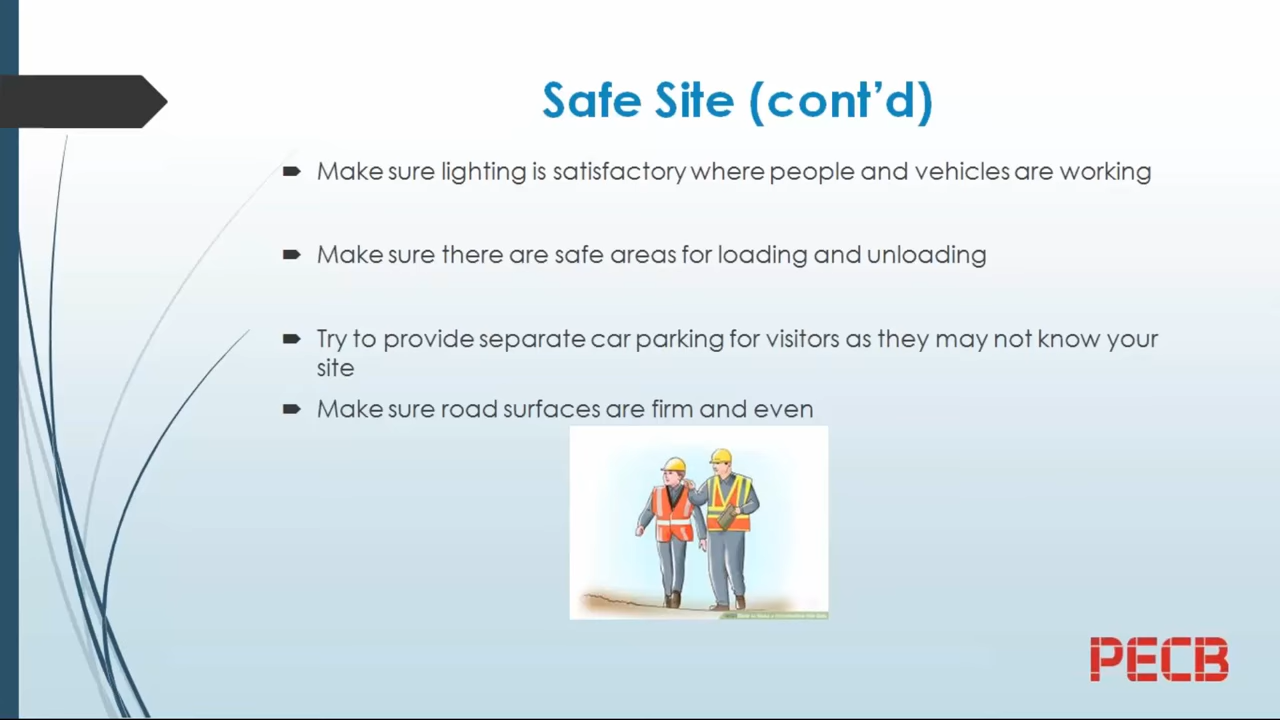 Safe Site (cont’d)
Make sure lighting is satisfactory where people and vehicles are working
Make sure there are safe areas for loading and unloading
Try to provide separate car parking for visitors as they may not know your
site
Make sure road surfaces are firm and even
PECB